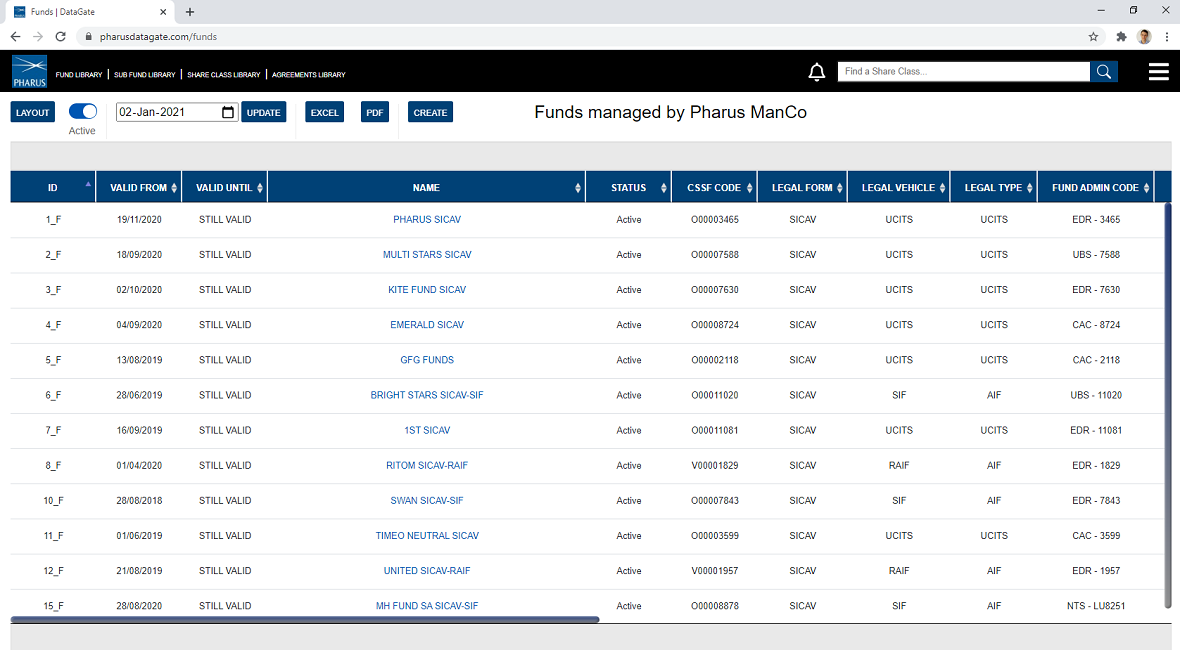 Funds | DataGate
pharusdatagate.com/funds
PHARUS
FUND LIBRARY | SUB FUND LIBRARY | SHARE CLASS LIBRARY | AGREEMENTS LIBRARY
Find a Share Class...
LAYOUT
Active
02-Jan-2021
UPDATE
EXCEL
PDF
CREATE
Funds managed by Pharus ManCo
ID VALID FROM VALID UNTIL NAME STATUS CSSF CODE LEGAL FORM LEGAL VEHICLE LEGAL TYPE FUND ADMIN CODE
1_F 19/11/2020 STILL VALID PHARUS SICAV Active O00003465 SICAV UCITS UCITS EDR - 3465
2_F 18/09/2020 STILL VALID MULTI STARS SICAV Active O00007588 SICAV UCITS UCITS UBS - 7588
3_F 02/10/2020 STILL VALID KITE FUND SICAV Active O00007630 SICAV UCITS UCITS EDR - 7630
4_F 04/09/2020 STILL VALID EMERALD SICAV Active O00008724 SICAV UCITS UCITS CAC - 8724
5_F 13/08/2019 STILL VALID GFG FUNDS Active O00002118 SICAV UCITS UCITS CAC - 2118
6_F 28/06/2019 STILL VALID BRIGHT STARS SICAV-SIF Active O00011020 SICAV SIF AIF UBS - 11020
7_F 16/09/2019 STILL VALID 1ST SICAV Active O00011081 SICAV UCITS UCITS EDR - 11081
8_F 01/04/2020 STILL VALID RITOM SICAV-RAIF Active V00001829 SICAV RAIF AIF EDR - 1829
10_F 28/08/2018 STILL VALID SWAN SICAV-SIF Active O00007843 SICAV SIF AIF EDR - 7843
11_F 01/06/2019 STILL VALID TIMEO NEUTRAL SICAV Active O00003599 SICAV UCITS UCITS CAC - 3599
12_F 21/08/2019 STILL VALID UNITED SICAV-RAIF Active V00001957 SICAV RAIF AIF EDR - 1957
15_F 28/08/2020 STILL VALID MH FUND SA SICAV-SIF Active O00008878 SICAV SIF AIF NTS - LU8251